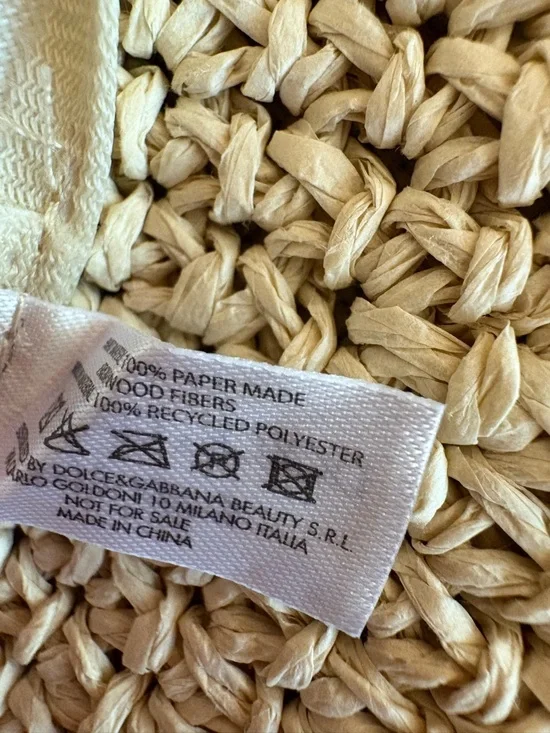 100% PAPER MADE
WOOD FIBERS
100% RECYCLED POLYESTER
BY DOLCE&GABBANA BEAUTY S.R.L.
GOLDONI 10 MILANO ITALIA
NOT FOR SALE
MADE IN CHINA